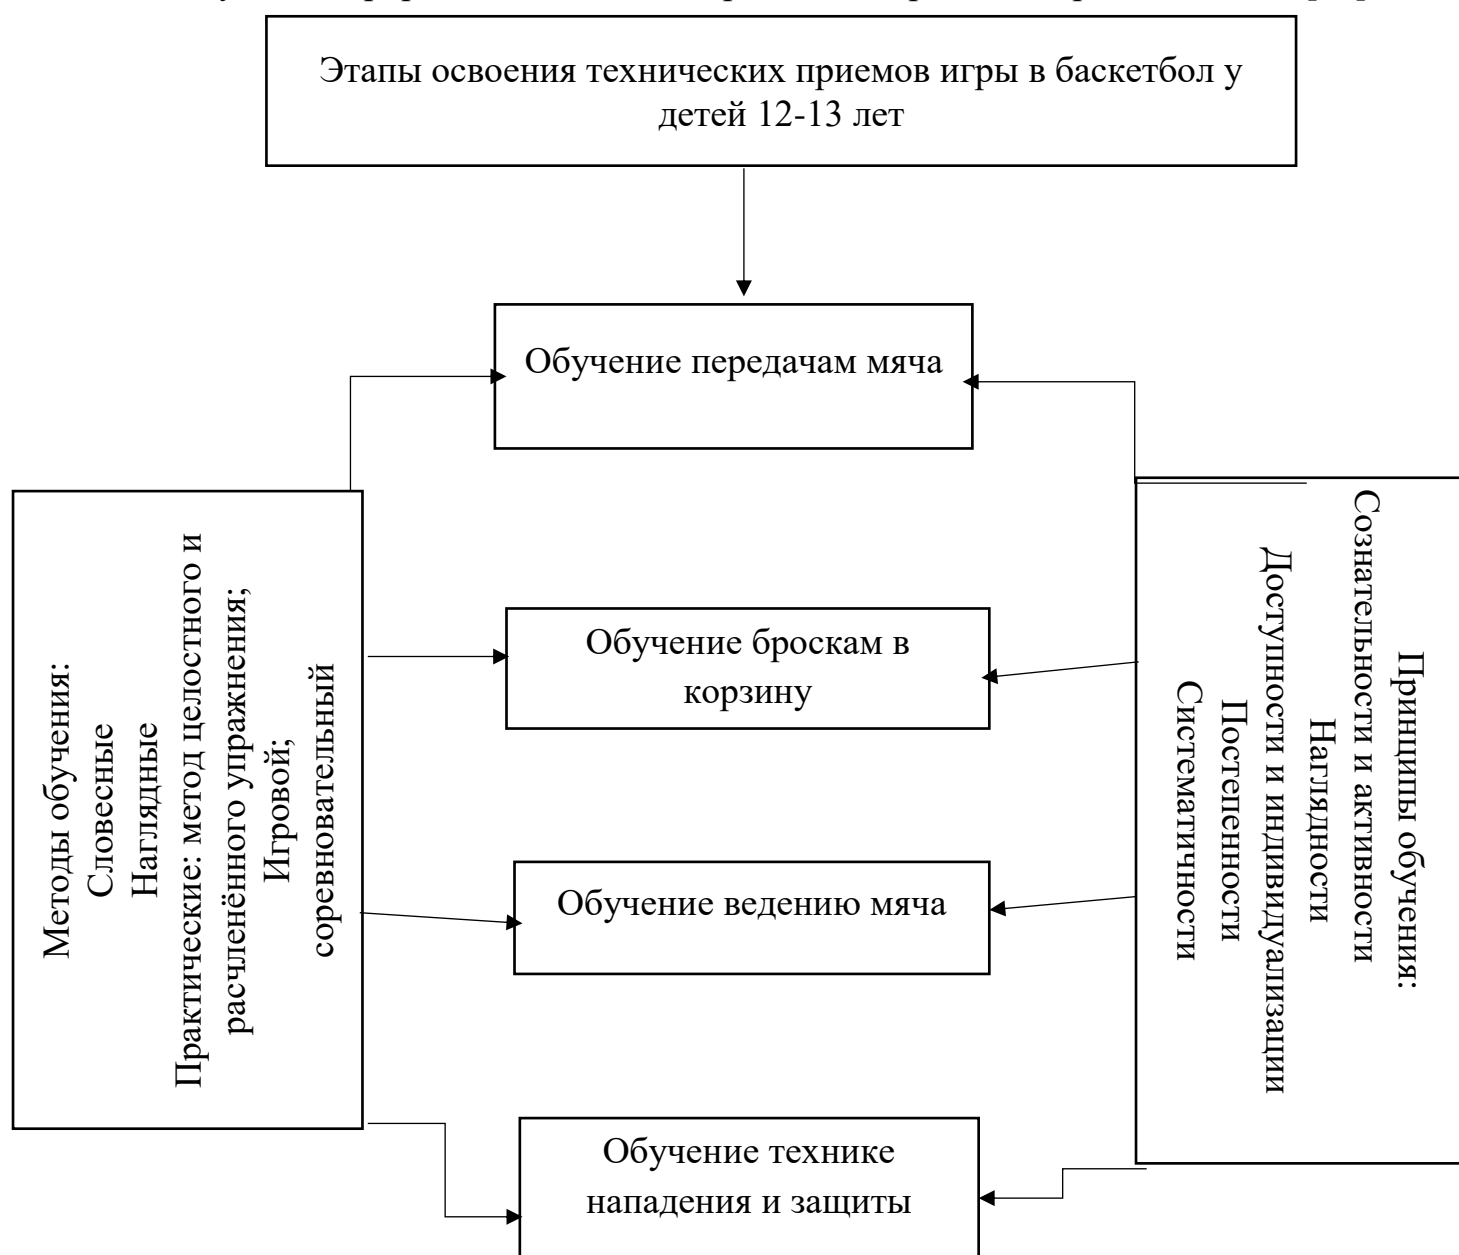 Этапы освоения технических приемов игры в баскетбол у
детей 12-13 лет
Обучение передачам мяча
Методы обучения:
Словесные
Наглядные
Практические: метод целостного и
расчленённого упражнения;
Игровой;
соревновательный
Принципы обучения:
Сознательности и активности
Наглядности
Доступности и индивидуализации
Постепенности
Систематичности
Обучение броскам в
корзину
Обучение ведению мяча
Обучение технике
нападения и защиты